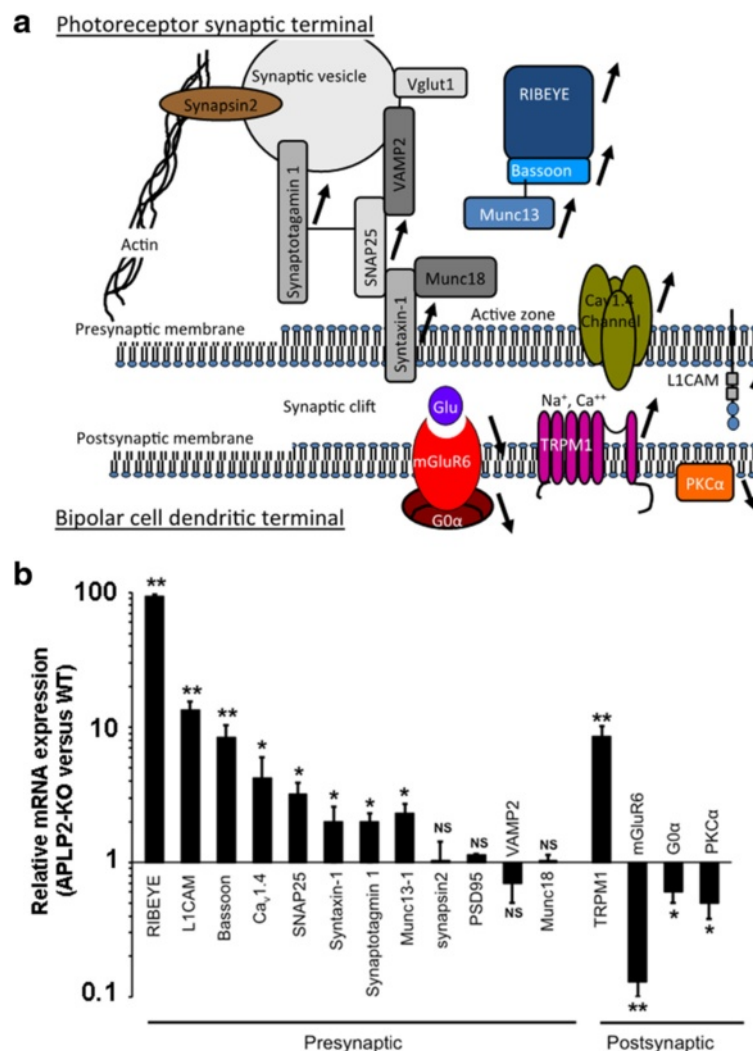 a
Photoreceptor synaptic terminal
Synaptic vesicle
Vglut1
Synapsin2
RIBEYE
VAMP2
Bassoon
Synaptotagamin 1
Munc13
SNAP25
Actin
Munc18
Syntaxin-1
Cav1.4
Channel
Active zone
Presynaptic membrane
L1CAM
Na⁺, Ca⁺⁺
Synaptic clift
Glu
Postsynaptic membrane
TRPM1
mGluR6
PKCα
G0α
Bipolar cell dendritic terminal
b
Relative mRNA expression
(APLP2-KO versus WT)
100
10
1
0.1
**
**
**
*
*
*
*
*
NS
NS
NS
NS
**
**
*
*
RIBEYE
L1CAM
Bassoon
Caᵥ1.4
SNAP25
Syntaxin-1
Synaptotagmin 1
Munc13-1
synapsin2
PSD95
VAMP2
Munc18
TRPM1
mGluR6
G0α
PKCα
Presynaptic
Postsynaptic